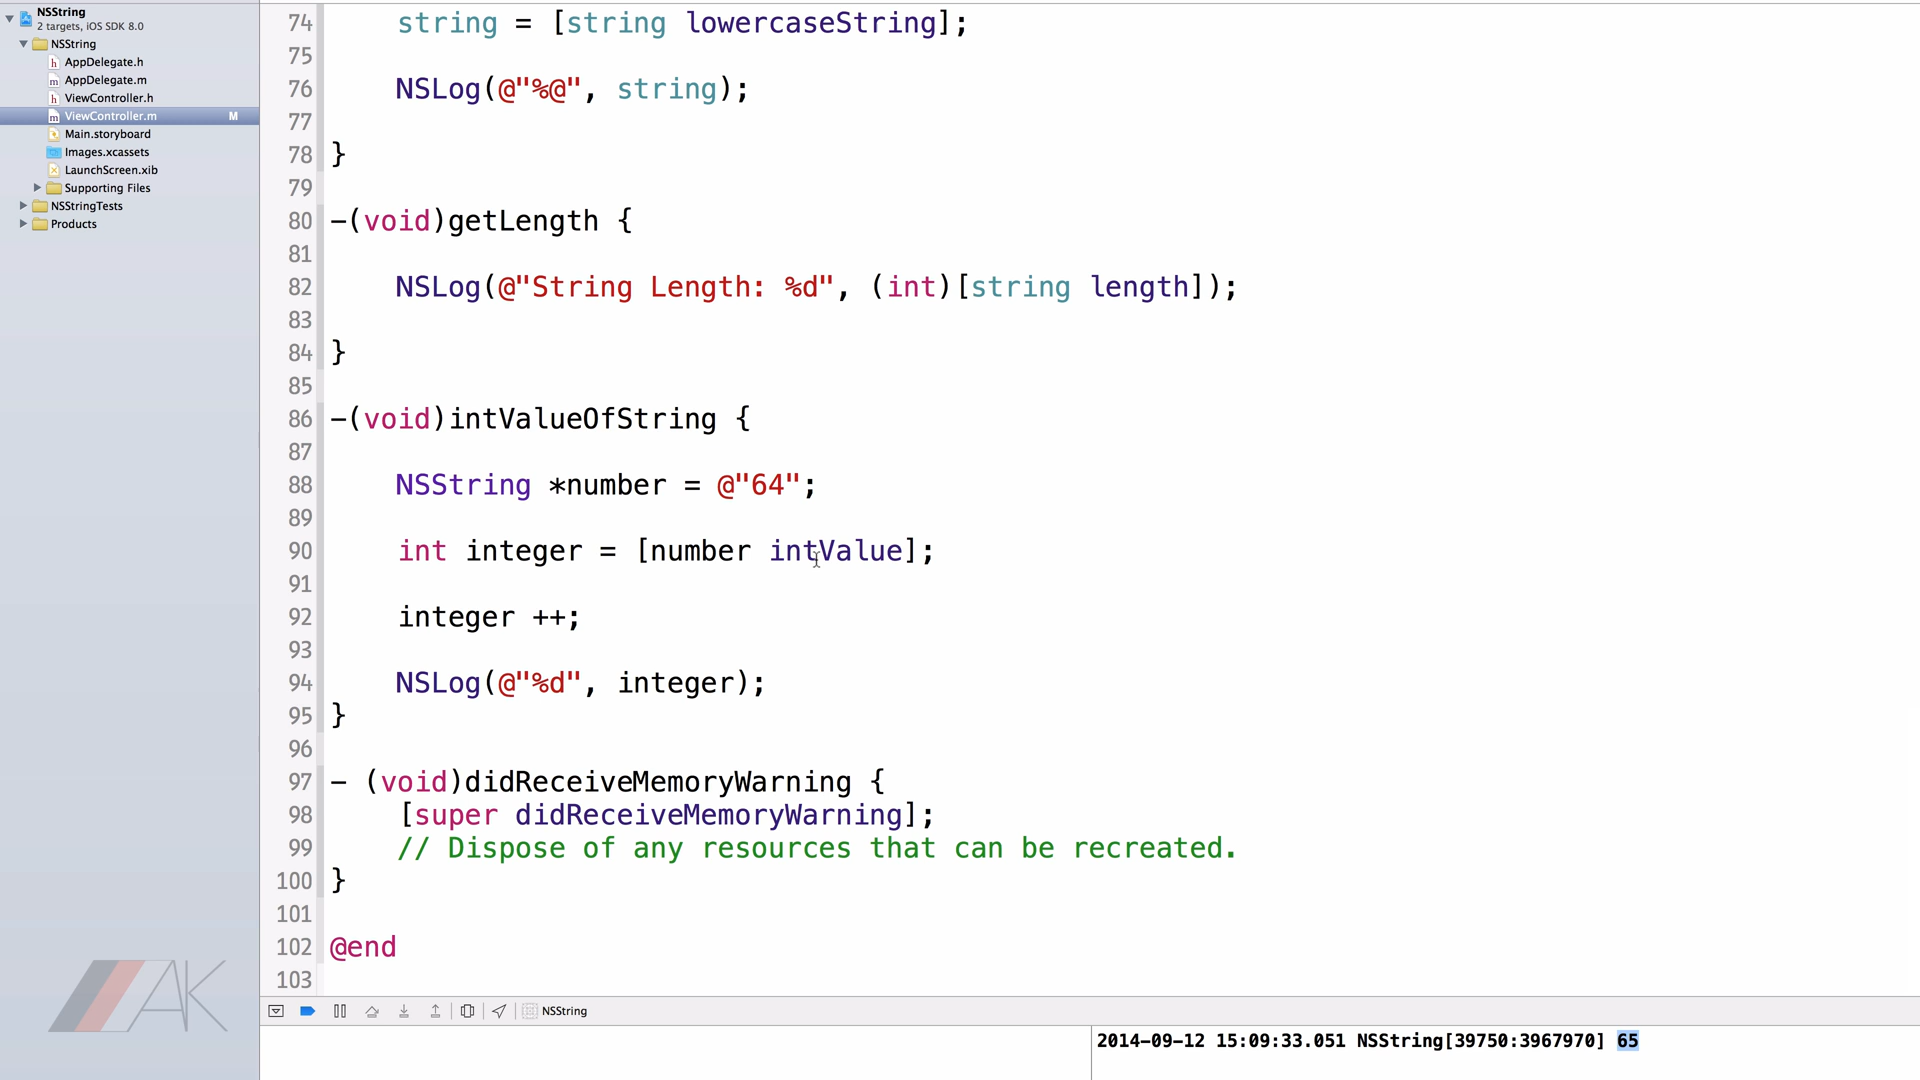 NSString
2 targets, iOS SDK 8.0
NSString
h AppDelegate.h
m AppDelegate.m
h ViewController.h
m ViewController.m M
Main.storyboard
Images.xcassets
LaunchScreen.xib
Supporting Files
NSStringTests
Products
74 string = [string lowercaseString];
75
76 NSLog(@"%@", string);
77
78 }
79
80 -(void)getLength {
81
82 NSLog(@"String Length: %d", (int)[string length]);
83
84 }
85
86 -(void)intValueOfString {
87
88 NSString *number = @"64";
89
90 int integer = [number intValue];
91
92 integer ++;
93
94 NSLog(@"%d", integer);
95 }
96
97 - (void)didReceiveMemoryWarning {
98 [super didReceiveMemoryWarning];
99 // Dispose of any resources that can be recreated.
100 }
101
102 @end
103
AK
NSString
2014-09-12 15:09:33.051 NSString[39750:3967970] 65